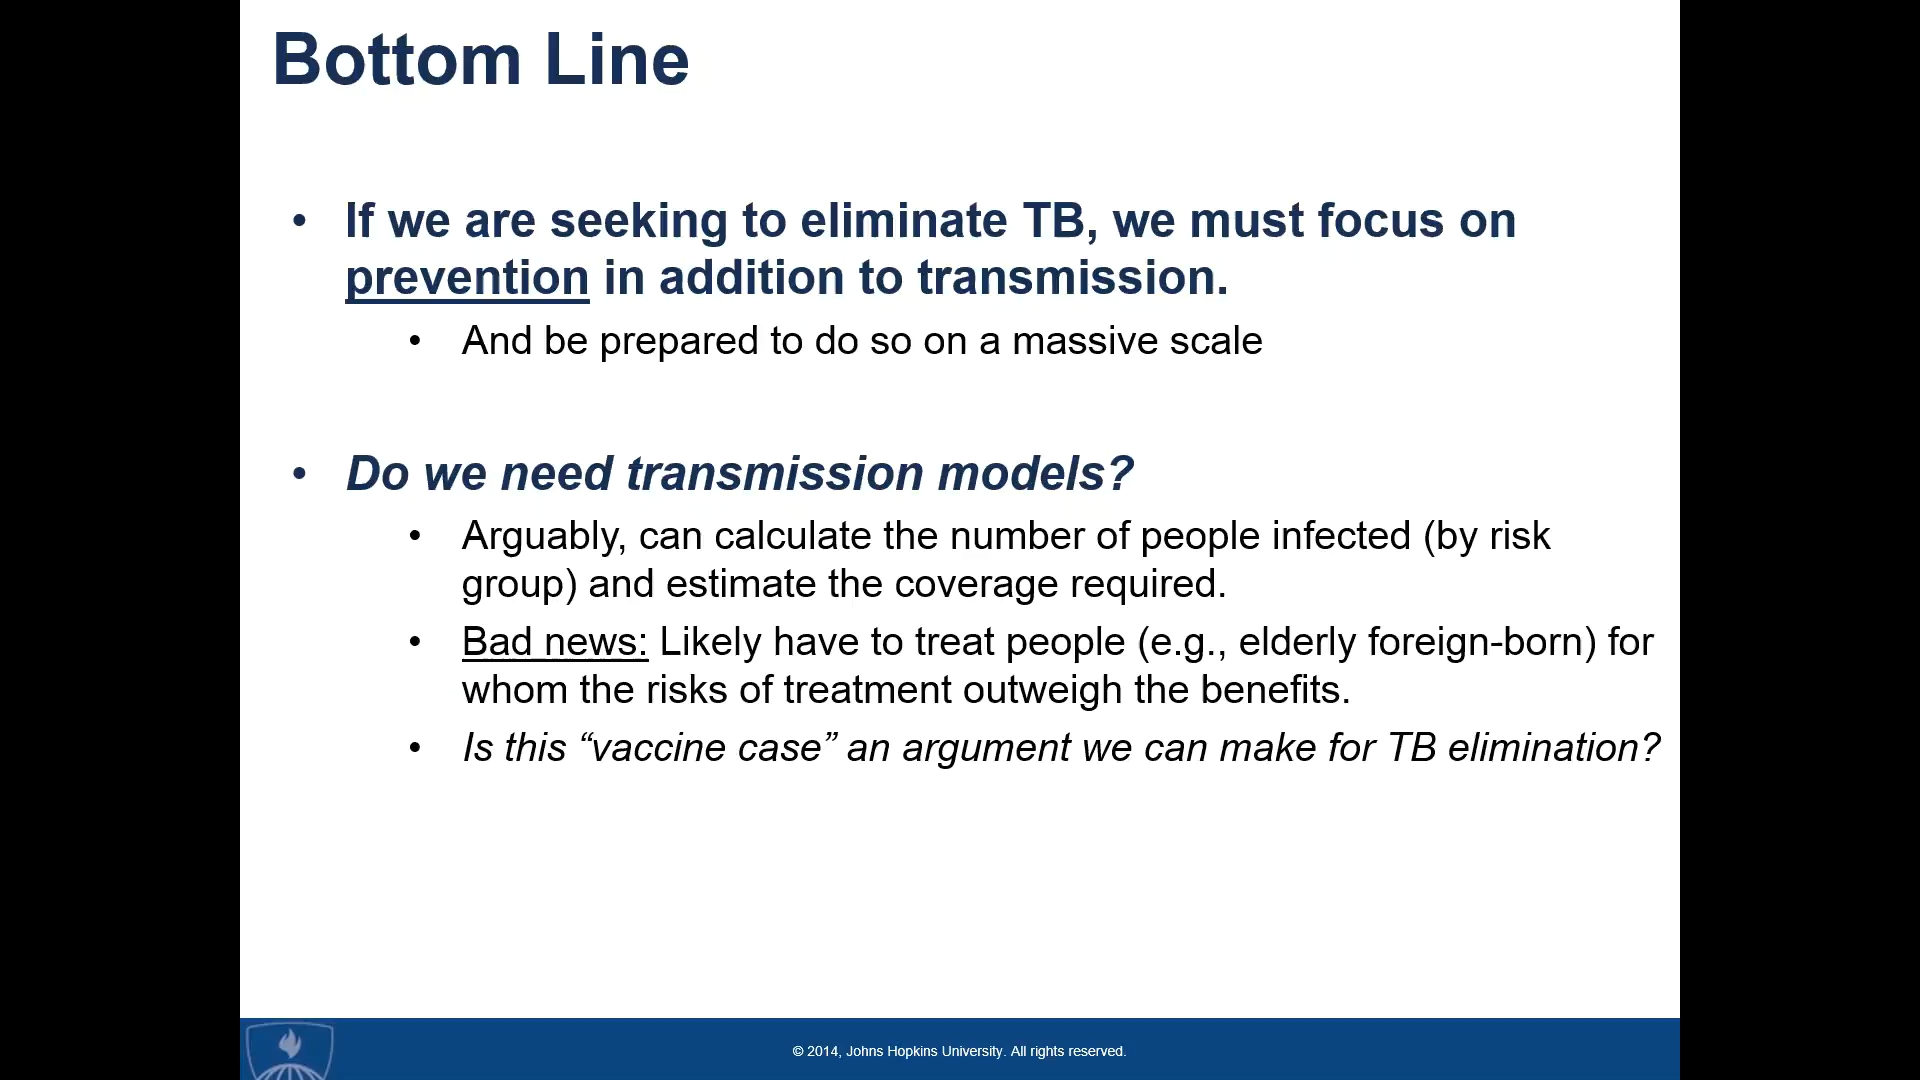 Bottom Line
• If we are seeking to eliminate TB, we must focus on
prevention in addition to transmission.
• And be prepared to do so on a massive scale
• Do we need transmission models?
• Arguably, can calculate the number of people infected (by risk
group) and estimate the coverage required.
• Bad news: Likely have to treat people (e.g., elderly foreign-born) for
whom the risks of treatment outweigh the benefits.
• Is this “vaccine case” an argument we can make for TB elimination?
© 2014, Johns Hopkins University. All rights reserved.